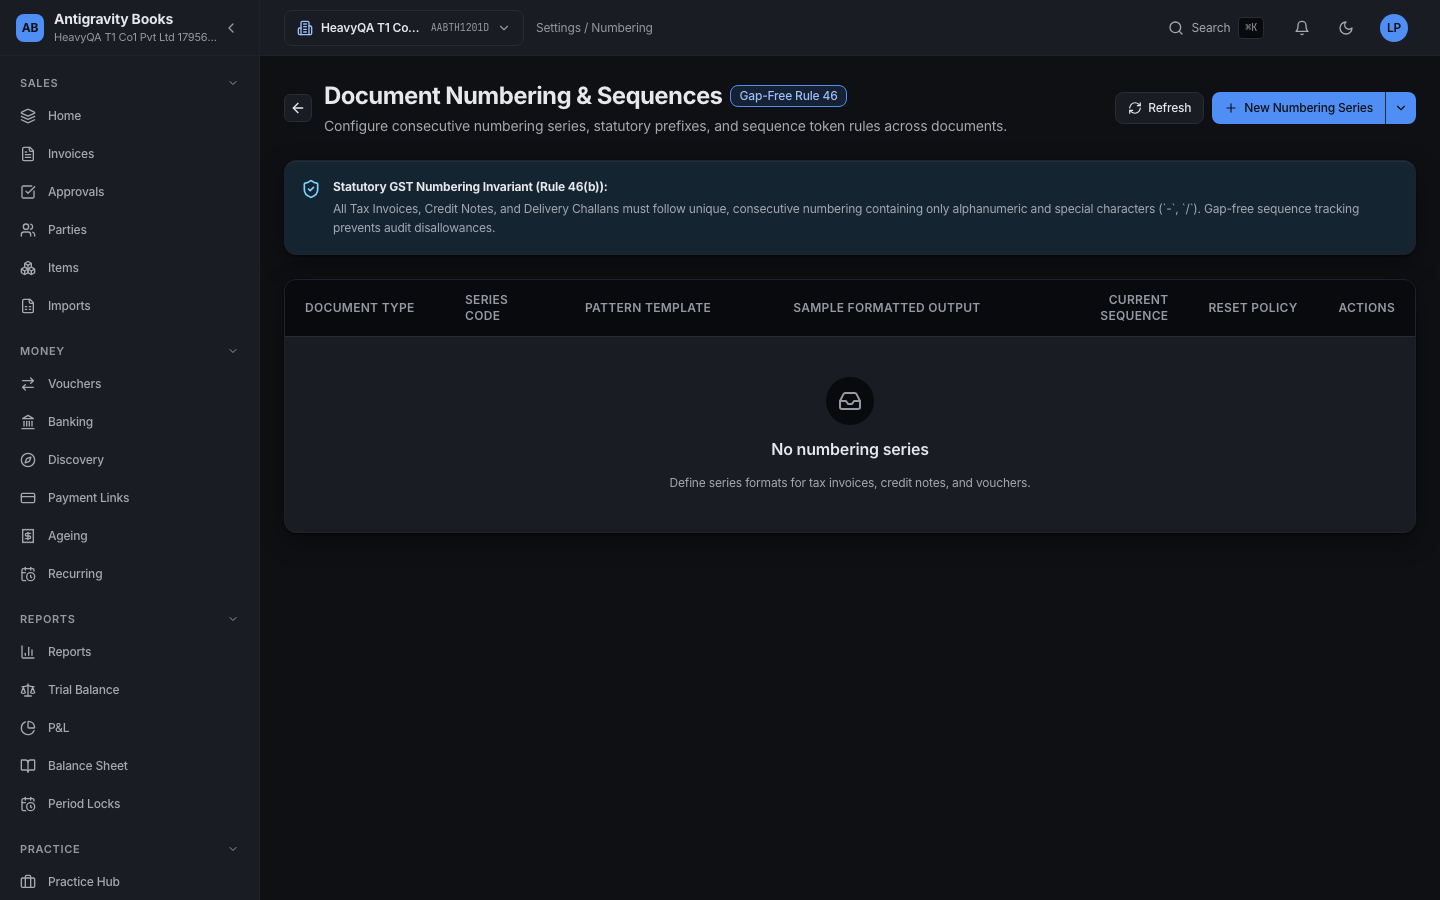 AB
Antigravity Books
HeavyQA T1 Co1 Pvt Ltd 17956...
HeavyQA T1 Co...
AABTH1201D
Settings / Numbering
Search
⌘K
LP
SALES
Home
Invoices
Approvals
Parties
Items
Imports
MONEY
Vouchers
Banking
Discovery
Payment Links
Ageing
Recurring
REPORTS
Reports
Trial Balance
P&L
Balance Sheet
Period Locks
PRACTICE
Practice Hub
Document Numbering & Sequences
Gap-Free Rule 46
Configure consecutive numbering series, statutory prefixes, and sequence token rules across documents.
Refresh
New Numbering Series
Statutory GST Numbering Invariant (Rule 46(b)):
All Tax Invoices, Credit Notes, and Delivery Challans must follow unique, consecutive numbering containing only alphanumeric and special characters (`-`, `/`). Gap-free sequence tracking
prevents audit disallowances.
DOCUMENT TYPE
SERIES
CODE
PATTERN TEMPLATE
SAMPLE FORMATTED OUTPUT
CURRENT
SEQUENCE
RESET POLICY
ACTIONS
No numbering series
Define series formats for tax invoices, credit notes, and vouchers.